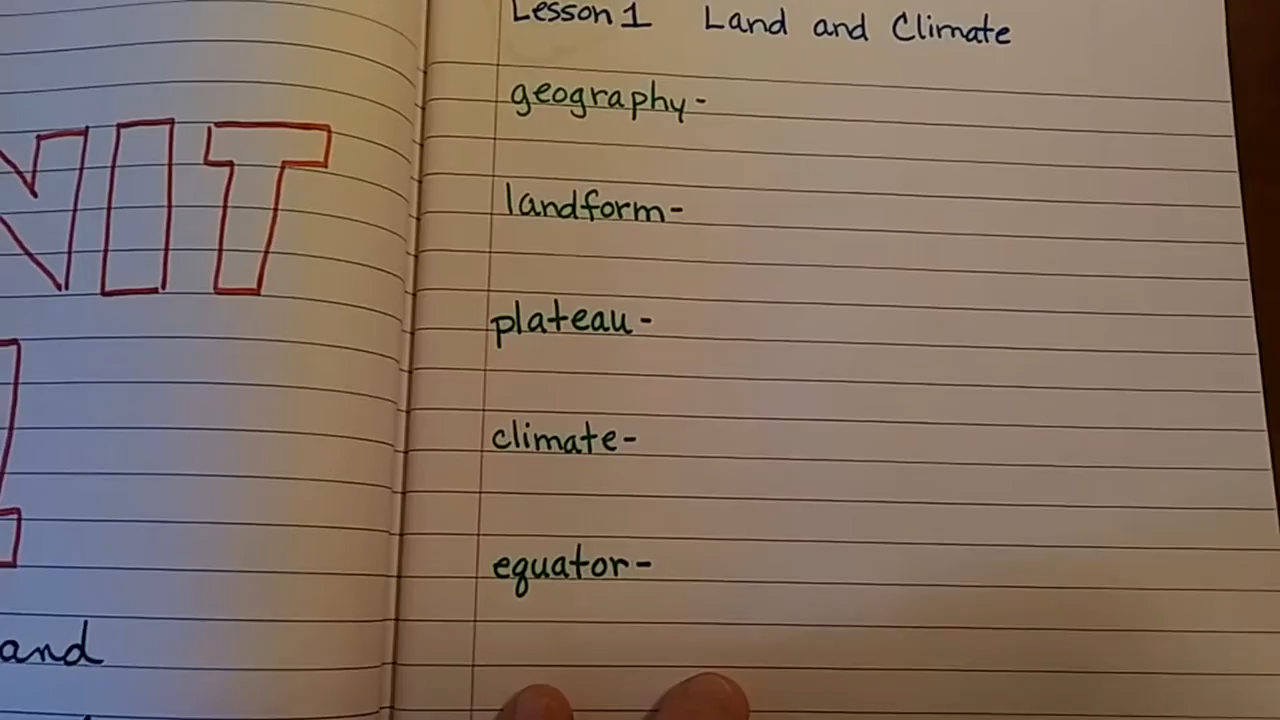 NIT
and
Lesson 1 Land and Climate
geography-
landform-
plateau-
climate-
equator-